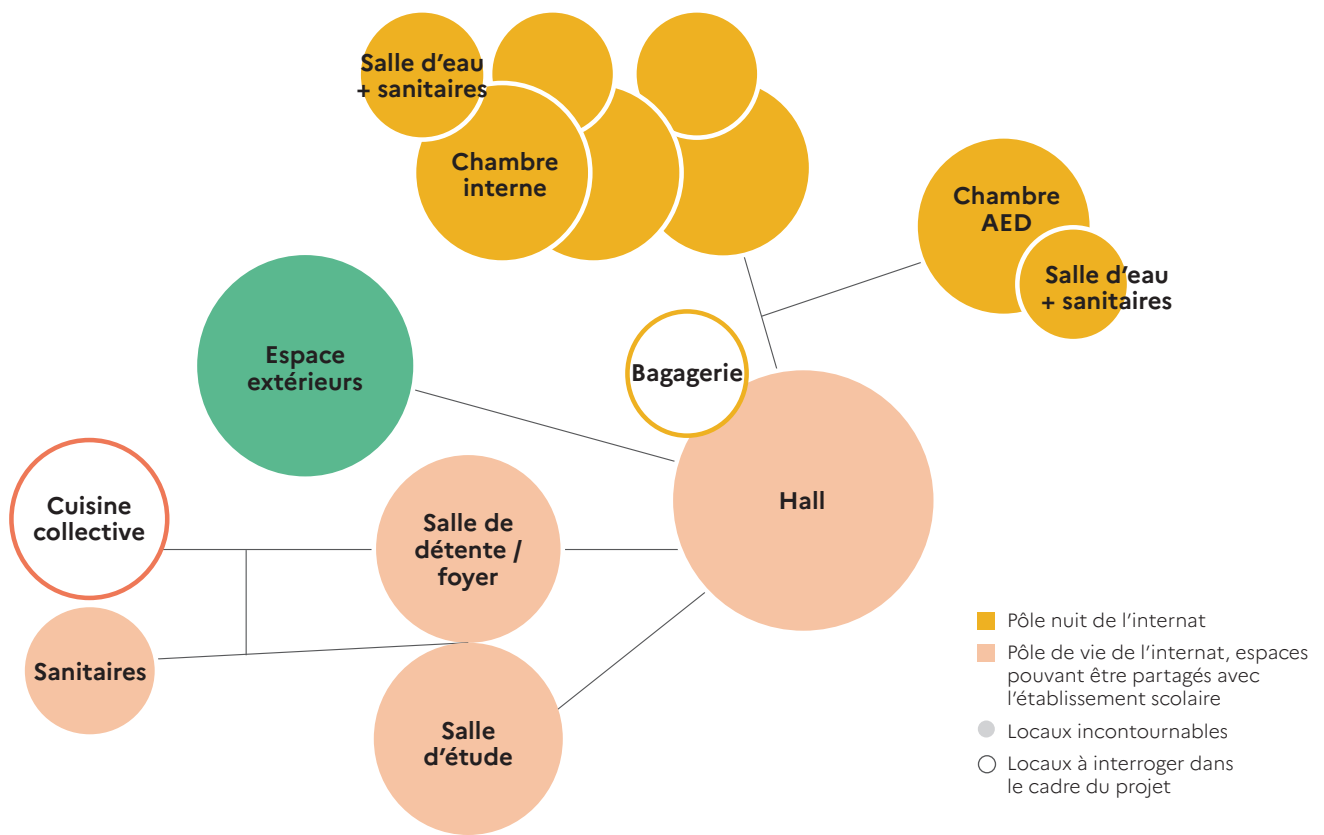 Salle d'eau
+ sanitaires
Chambre
interne
Chambre
AED
Salle d'eau
+ sanitaires
Espace
extérieurs
Bagagerie
Hall
Cuisine
collective
Salle de
détente /
foyer
Sanitaires
Salle
d'étude
Pôle nuit de l'internat
Pôle de vie de l'internat, espaces
pouvant être partagés avec
l'établissement scolaire
Locaux incontournables
Locaux à interroger dans
le cadre du projet